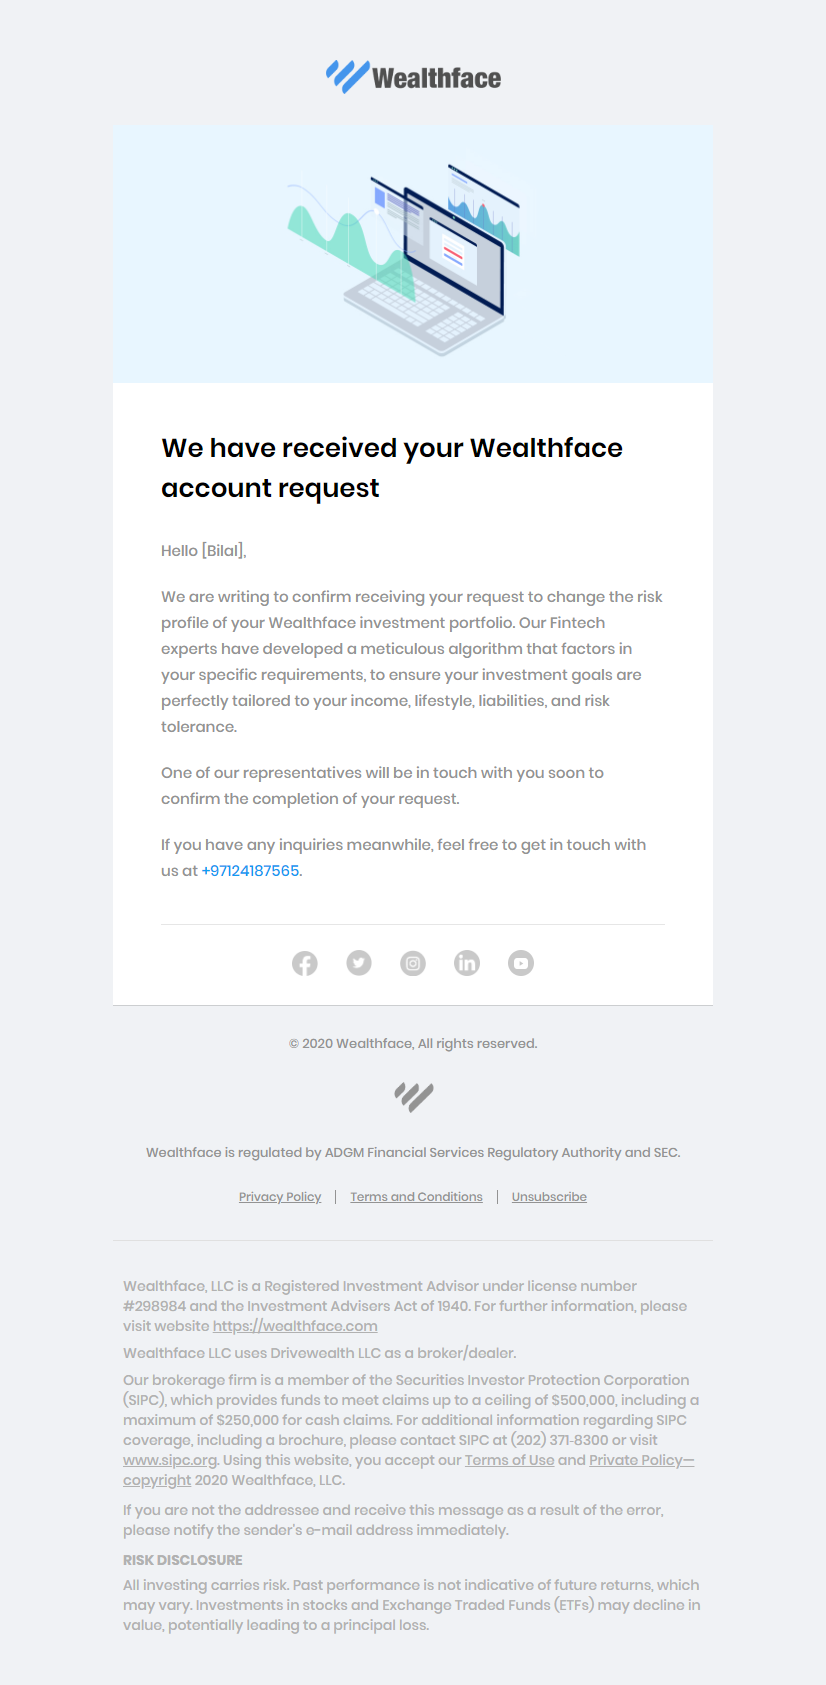 Wealthface
We have received your Wealthface
account request
Hello [Bilal],
We are writing to confirm receiving your request to change the risk
profile of your Wealthface investment portfolio. Our Fintech
experts have developed a meticulous algorithm that factors in
your specific requirements, to ensure your investment goals are
perfectly tailored to your income, lifestyle, liabilities, and risk
tolerance.
One of our representatives will be in touch with you soon to
confirm the completion of your request.
If you have any inquiries meanwhile, feel free to get in touch with
us at +97124187565.
© 2020 Wealthface, All rights reserved.
Wealthface is regulated by ADGM Financial Services Regulatory Authority and SEC.
Privacy Policy | Terms and Conditions | Unsubscribe
Wealthface, LLC is a Registered Investment Advisor under license number
#298984 and the Investment Advisers Act of 1940. For further information, please
visit website https://wealthface.com
Wealthface LLC uses Drivewealth LLC as a broker/dealer.
Our brokerage firm is a member of the Securities Investor Protection Corporation
(SIPC), which provides funds to meet claims up to a ceiling of $500,000, including a
maximum of $250,000 for cash claims. For additional information regarding SIPC
coverage, including a brochure, please contact SIPC at (202) 371-8300 or visit
www.sipc.org. Using this website, you accept our Terms of Use and Private Policy—
copyright 2020 Wealthface, LLC.
If you are not the addressee and receive this message as a result of the error,
please notify the sender's e-mail address immediately.
RISK DISCLOSURE
All investing carries risk. Past performance is not indicative of future returns, which
may vary. Investments in stocks and Exchange Traded Funds (ETFs) may decline in
value, potentially leading to a principal loss.